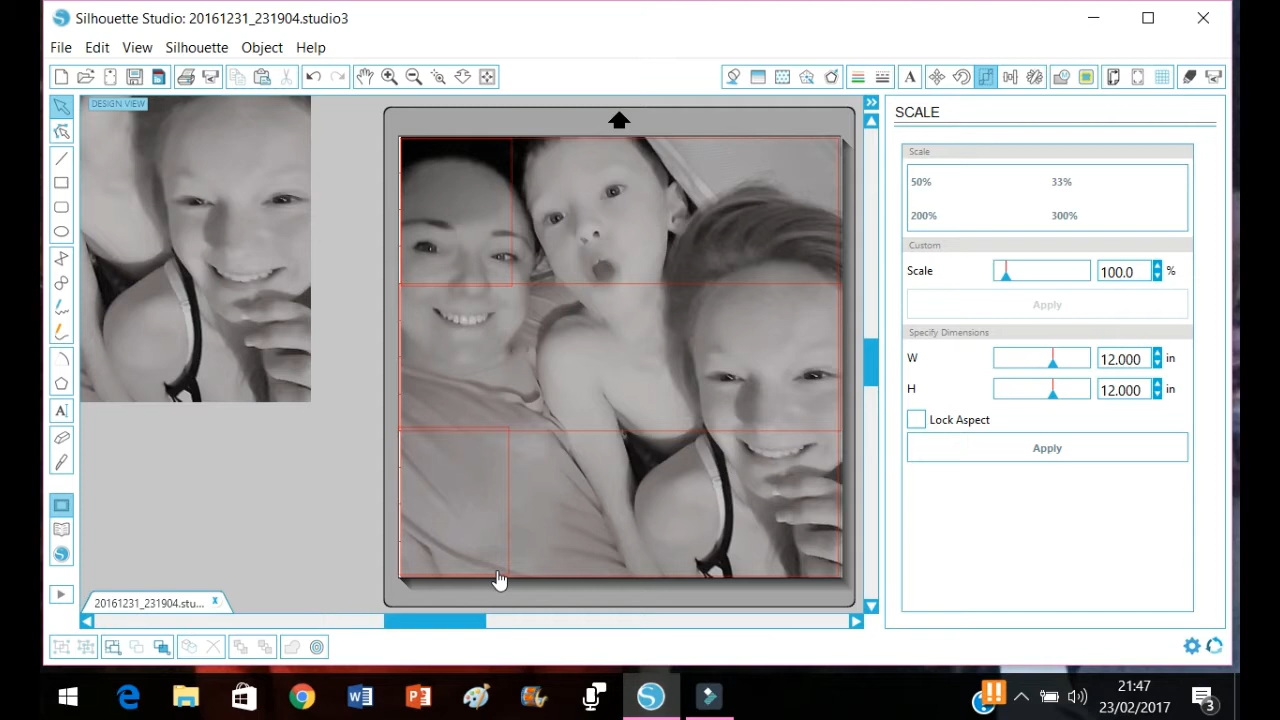 Silhouette Studio: 20161231_231904.studio3
File Edit View Silhouette Object Help
DESIGN VIEW
SCALE
Scale
50% 33%
200% 300%
Custom
Scale 100.0 %
Apply
Specify Dimensions
W 12.000 in
H 12.000 in
Lock Aspect
Apply
20161231_231904.stu... x
21:47
23/02/2017
3